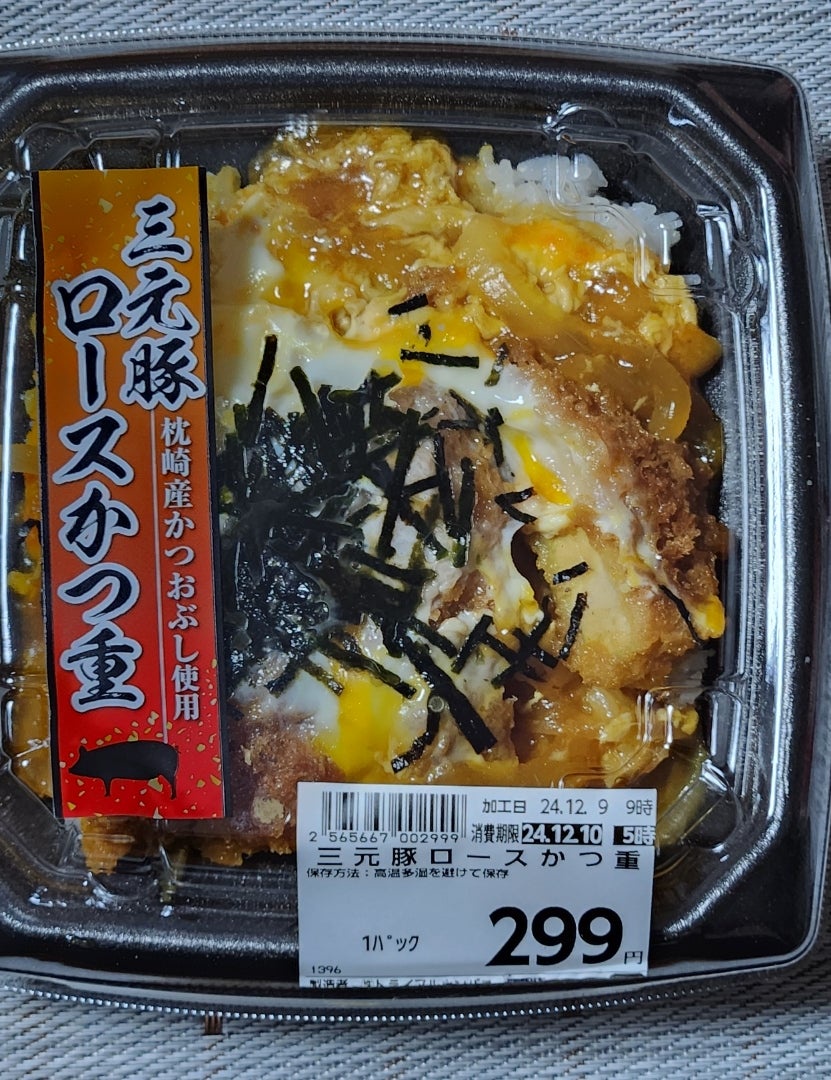 三元豚
ロースかつ重
枕崎産かつおぶし使用
加工日 24.12. 9 9時
2 565667 002999
消費期限 24.12.10 5時
三元豚ロースかつ重
保存方法：高温多湿を避けて保存
1パック
299円
1396